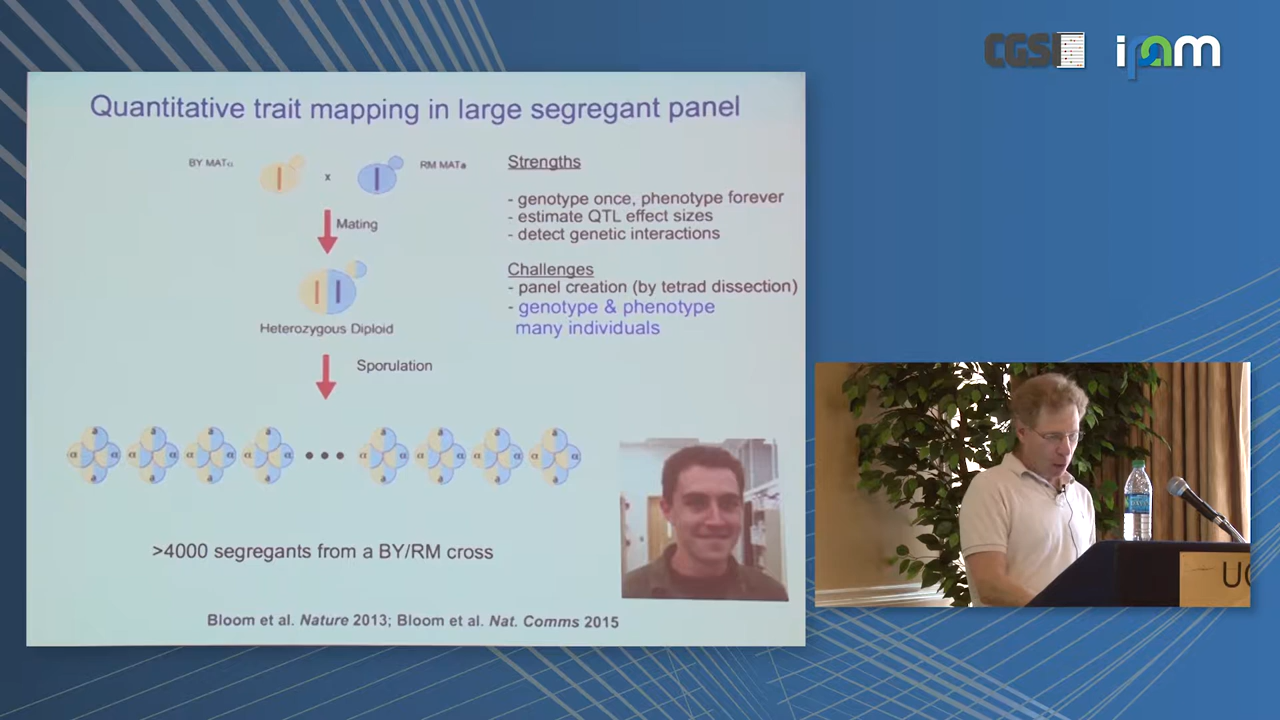 CGSI
ipam
Quantitative trait mapping in large segregant panel
BY MATα
x
RM MATa
Mating
Heterozygous Diploid
Sporulation
Strengths
- genotype once, phenotype forever
- estimate QTL effect sizes
- detect genetic interactions
Challenges
- panel creation (by tetrad dissection)
- genotype & phenotype
many individuals
a a a a a a a a
α α α α α α α α
a a a a a a a a
>4000 segregants from a BY/RM cross
Bloom et al. Nature 2013; Bloom et al. Nat. Comms 2015